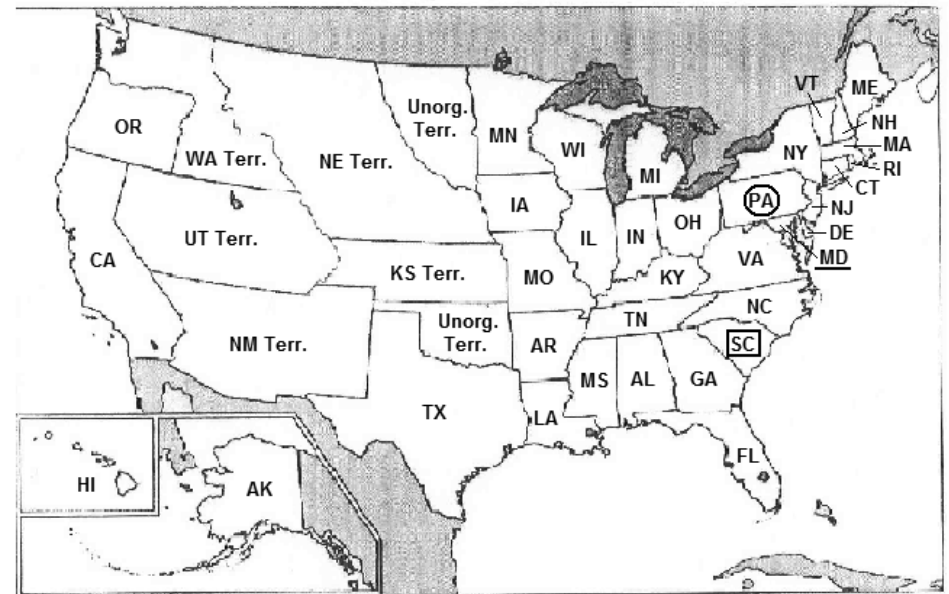 VT
ME
Unorg.
Terr.
NH
OR
MN
MA
WA Terr.
NE Terr.
WI
NY
RI
MI
CT
PA
IA
NJ
UT Terr.
IL
IN
OH
DE
CA
KS Terr.
MO
VA
MD
KY
NC
Unorg.
Terr.
TN
NM Terr.
AR
SC
MS
AL
GA
TX
LA
FL
HI
AK